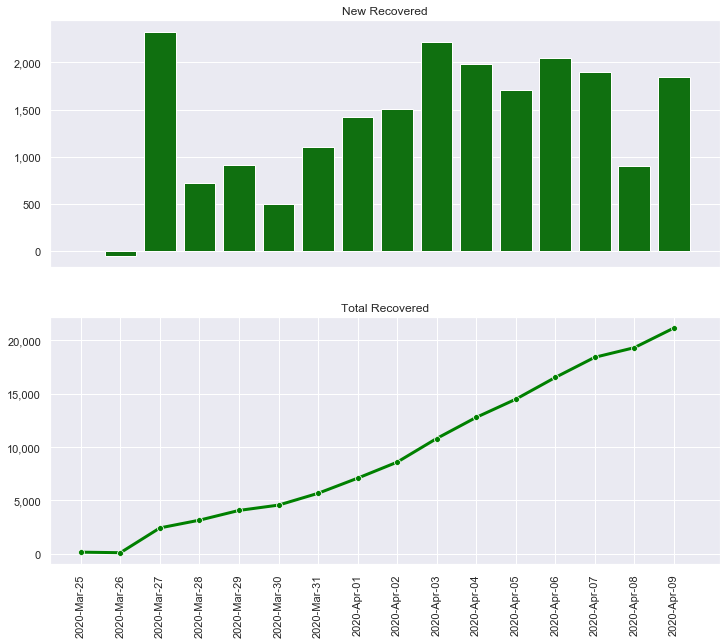 New Recovered
2,000
1,500
1,000
500
0
Total Recovered
20,000
15,000
10,000
5,000
0
2020-Mar-25
2020-Mar-26
2020-Mar-27
2020-Mar-28
2020-Mar-29
2020-Mar-30
2020-Mar-31
2020-Apr-01
2020-Apr-02
2020-Apr-03
2020-Apr-04
2020-Apr-05
2020-Apr-06
2020-Apr-07
2020-Apr-08
2020-Apr-09